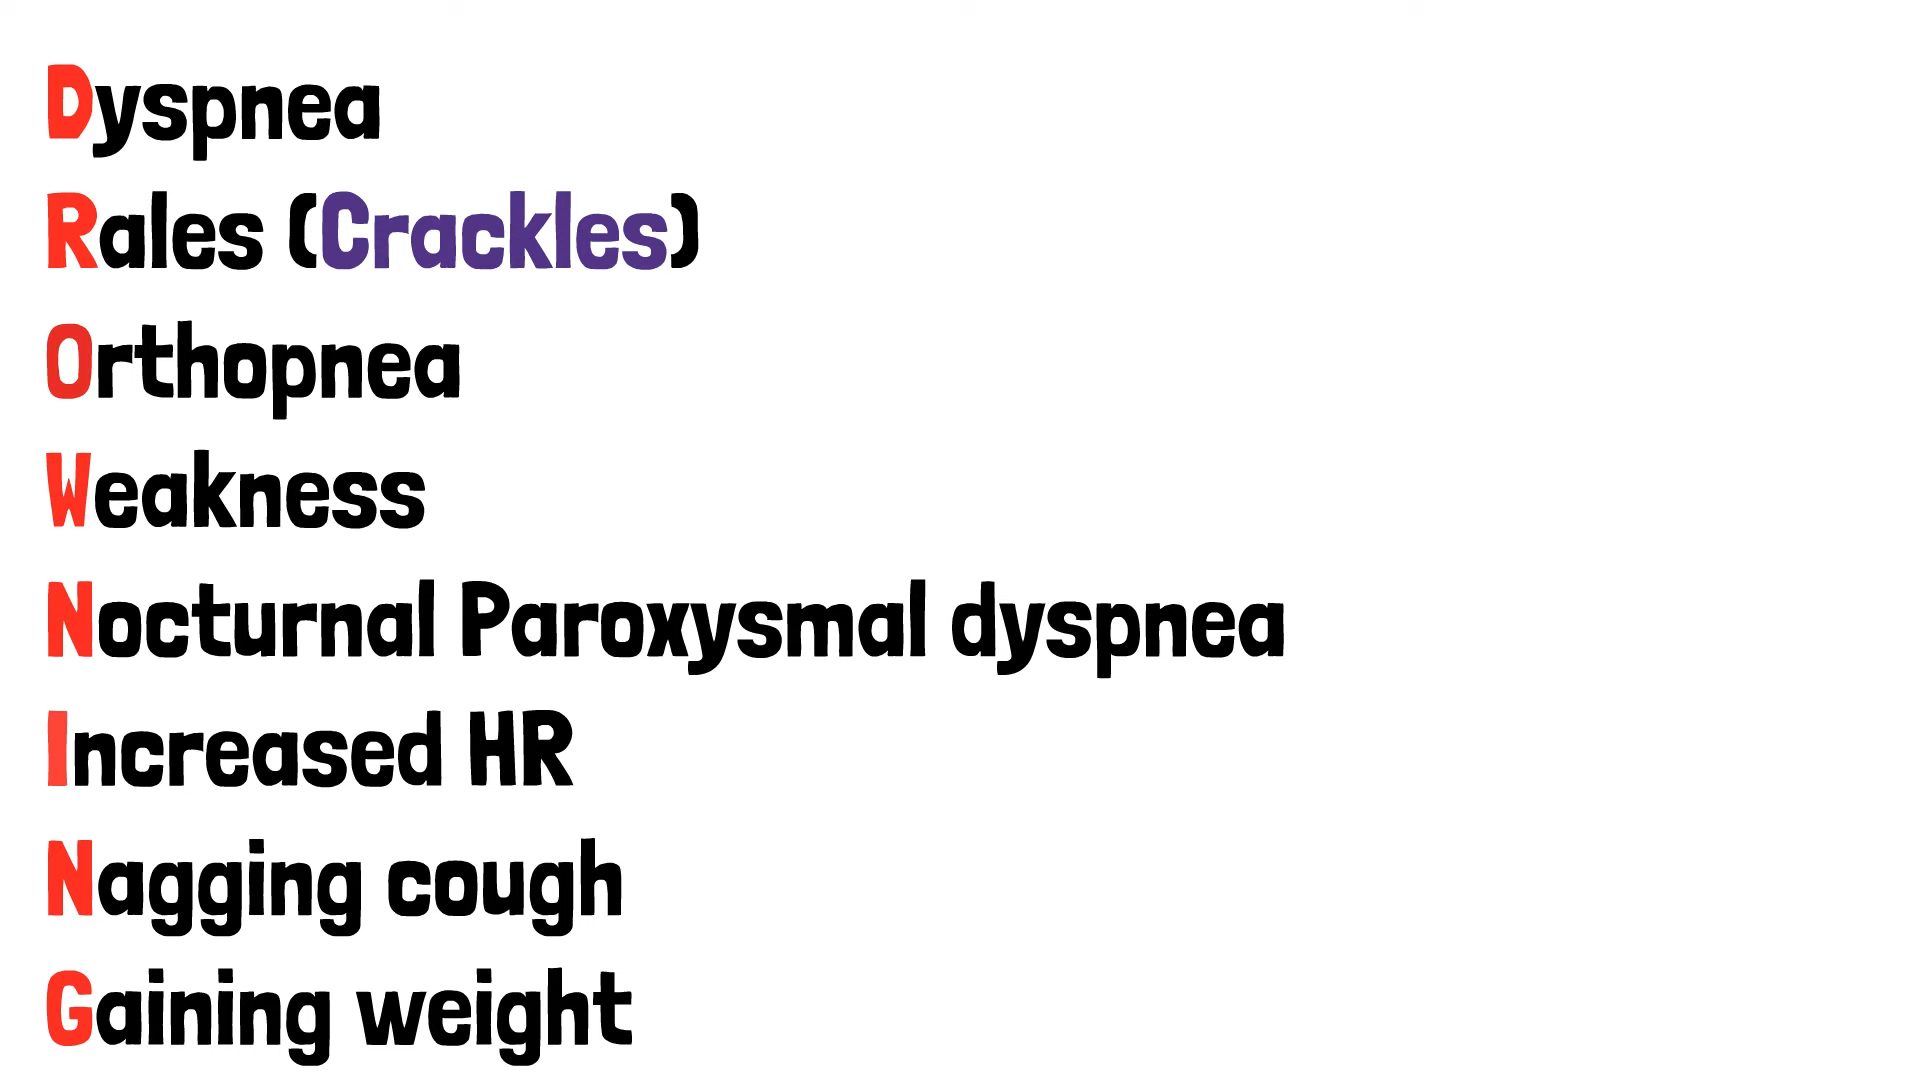 Dyspnea
Rales (Crackles)
Orthopnea
Weakness
Nocturnal Paroxysmal dyspnea
Increased HR
Nagging cough
Gaining weight